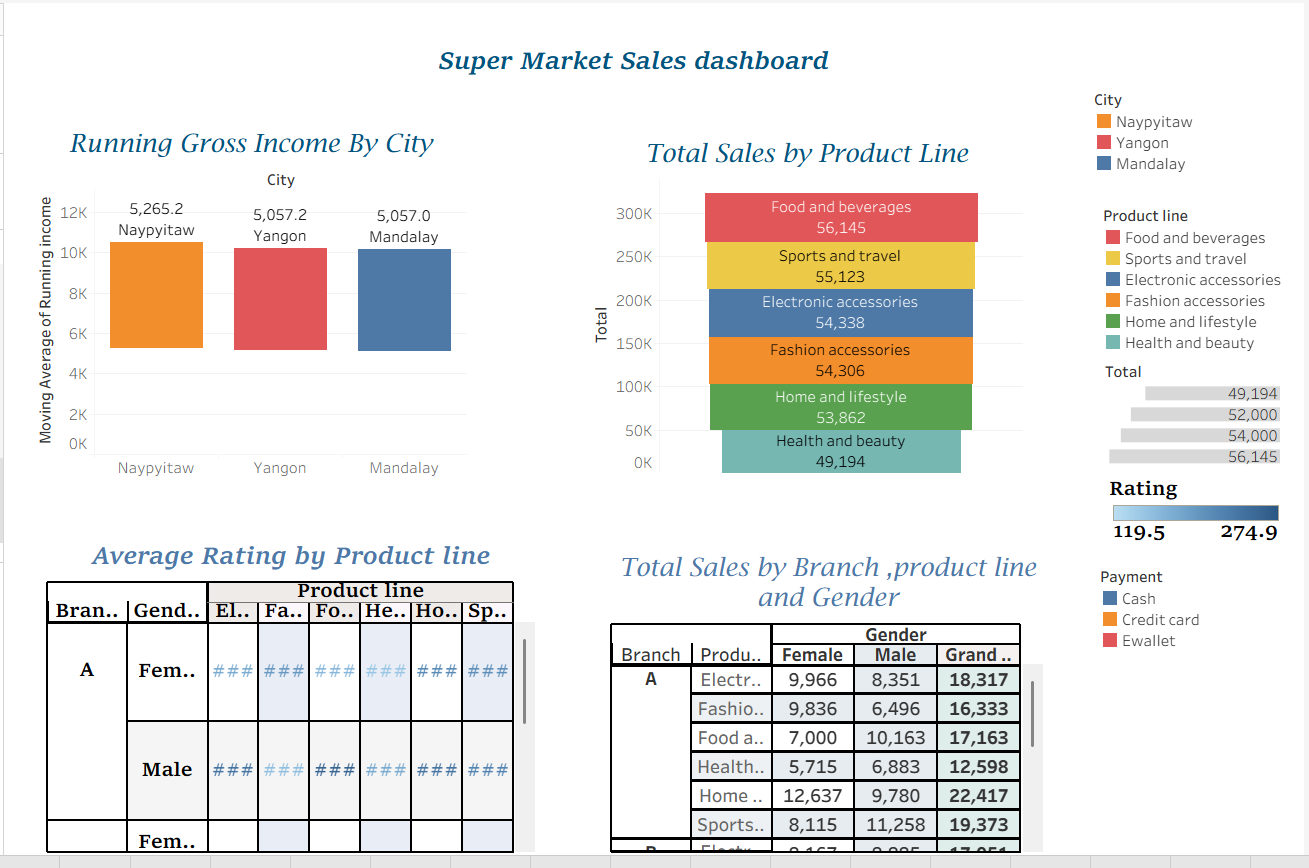 Super Market Sales dashboard
Running Gross Income By City
City
Moving Average of Running income
12K
10K
8K
6K
4K
2K
0K
5,265.2
Naypyitaw
5,057.2
Yangon
5,057.0
Mandalay
Naypyitaw Yangon Mandalay
Total Sales by Product Line
Total
300K
250K
200K
150K
100K
50K
0K
Food and beverages
56,145
Sports and travel
55,123
Electronic accessories
54,338
Fashion accessories
54,306
Home and lifestyle
53,862
Health and beauty
49,194
City
Naypyitaw
Yangon
Mandalay
Product line
Food and beverages
Sports and travel
Electronic accessories
Fashion accessories
Home and lifestyle
Health and beauty
Total
49,194
52,000
54,000
56,145
Rating
119.5 274.9
Payment
Cash
Credit card
Ewallet
Average Rating by Product line
Product line
Bran.. Gend.. El.. Fa.. Fo.. He.. Ho.. Sp..
A Fem.. ### ### ### ### ### ###
Male ### ### ### ### ### ###
Fem..
Total Sales by Branch ,product line
and Gender
Gender
Branch Produ.. Female Male Grand ..
A Electr.. 9,966 8,351 18,317
Fashio.. 9,836 6,496 16,333
Food a.. 7,000 10,163 17,163
Health.. 5,715 6,883 12,598
Home .. 12,637 9,780 22,417
Sports.. 8,115 11,258 19,373